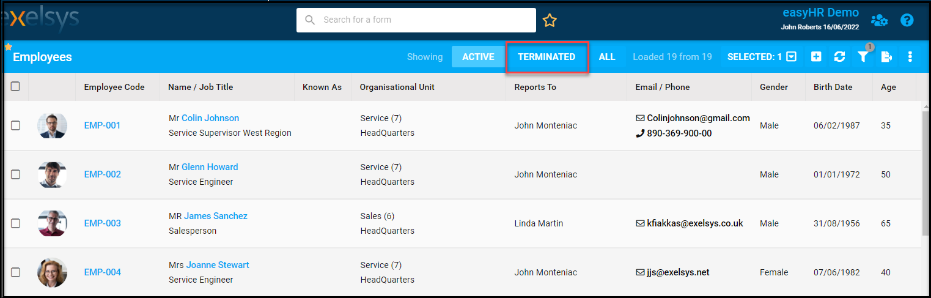 exelsys
Search for a form
easyHR Demo
John Roberts 16/06/2022
Employees
Showing ACTIVE TERMINATED ALL Loaded 19 from 19 SELECTED: 1
1
Employee Code Name / Job Title Known As Organisational Unit Reports To Email / Phone Gender Birth Date Age
EMP-001 Mr Colin Johnson Service (7) John Monteniac Colinjohnson@gmail.com Male 06/02/1987 35
Service Supervisor West Region HeadQuarters 890-369-900-00
EMP-002 Mr Glenn Howard Service (7) John Monteniac 01/01/1972 50
Service Engineer HeadQuarters
EMP-003 MR James Sanchez Sales (6) Linda Martin kfiakkas@exelsys.co.uk Male 31/08/1956 65
Salesperson HeadQuarters
EMP-004 Mrs Joanne Stewart Service (7) John Monteniac jjs@exelsys.net Female 07/06/1982 40
Service Engineer HeadQuarters